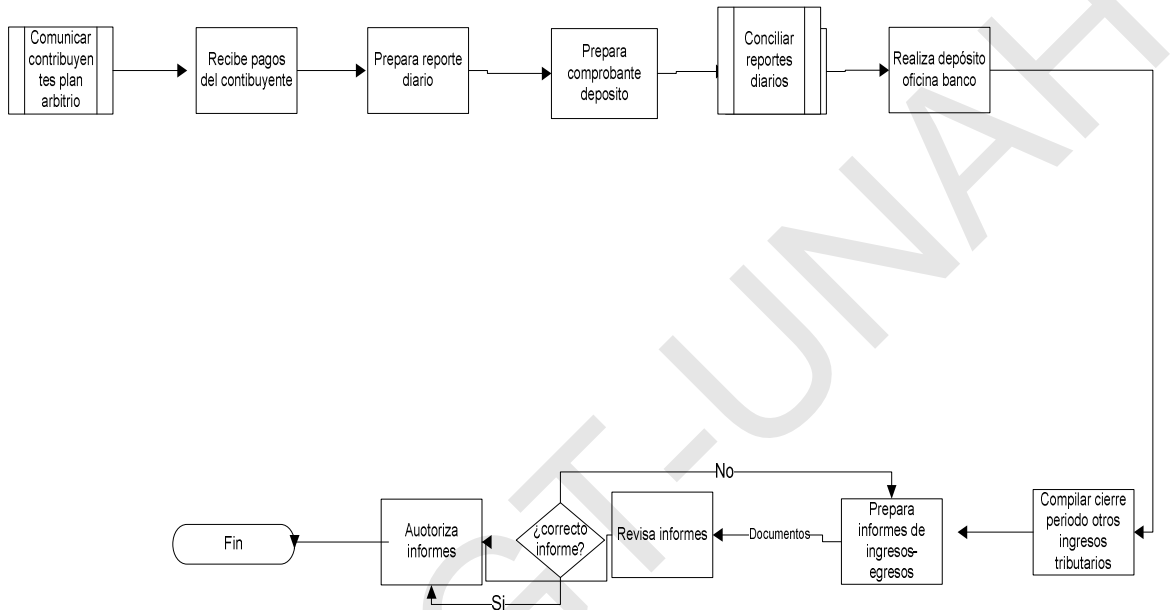 Comunicar
contribuyen
tes plan
arbitrio
Recibe pagos
del contibuyente
Prepara reporte
diario
Prepara
comprobante
deposito
Conciliar
reportes
diarios
Realiza depósito
oficina banco
Compilar cierre
periodo otros
ingresos
tributarios
Prepara
informes de
ingresos-
egresos
Documentos
Revisa informes
¿correcto
informe?
No
Si
Auotoriza
informes
Fin
GT-UNAH